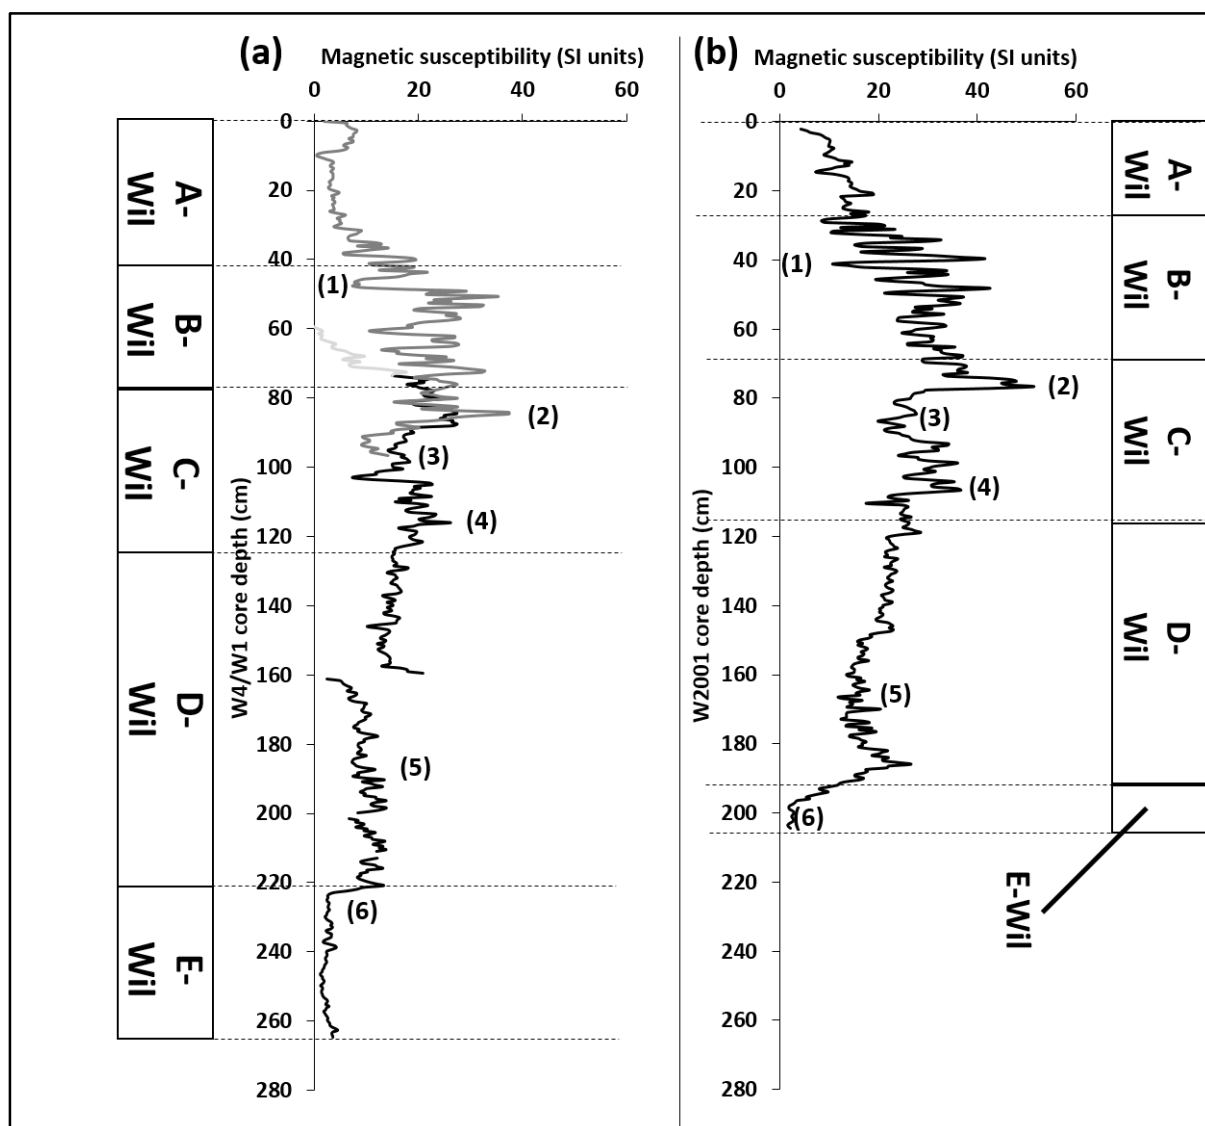 (a)
Magnetic susceptibility (SI units)
0 20 40 60
W4/W1 core depth (cm)
0
20
40
60
80
100
120
140
160
180
200
220
240
260
280
A-
Wil
B-
Wil
C-
Wil
D-
Wil
E-
Wil
(1)
(2)
(3)
(4)
(5)
(6)
(b)
Magnetic susceptibility (SI units)
0 20 40 60
W2001 core depth (cm)
0
20
40
60
80
100
120
140
160
180
200
220
240
260
280
(1)
(2)
(3)
(4)
(5)
(6)
A-
Wil
B-
Wil
C-
Wil
D-
Wil
E-Wil